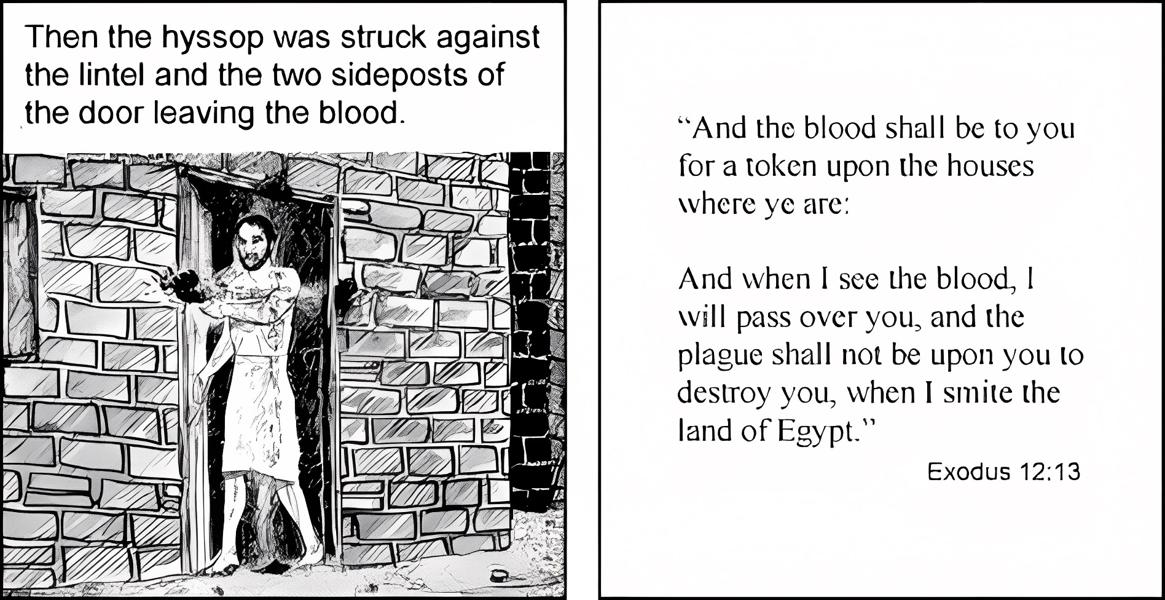 Then the hyssop was struck against
the lintel and the two sideposts of
the door leaving the blood.
“And the blood shall be to you
for a token upon the houses
where ye are:
And when I see the blood, I
will pass over you, and the
plague shall not be upon you to
destroy you, when I smite the
land of Egypt.”
Exodus 12:13